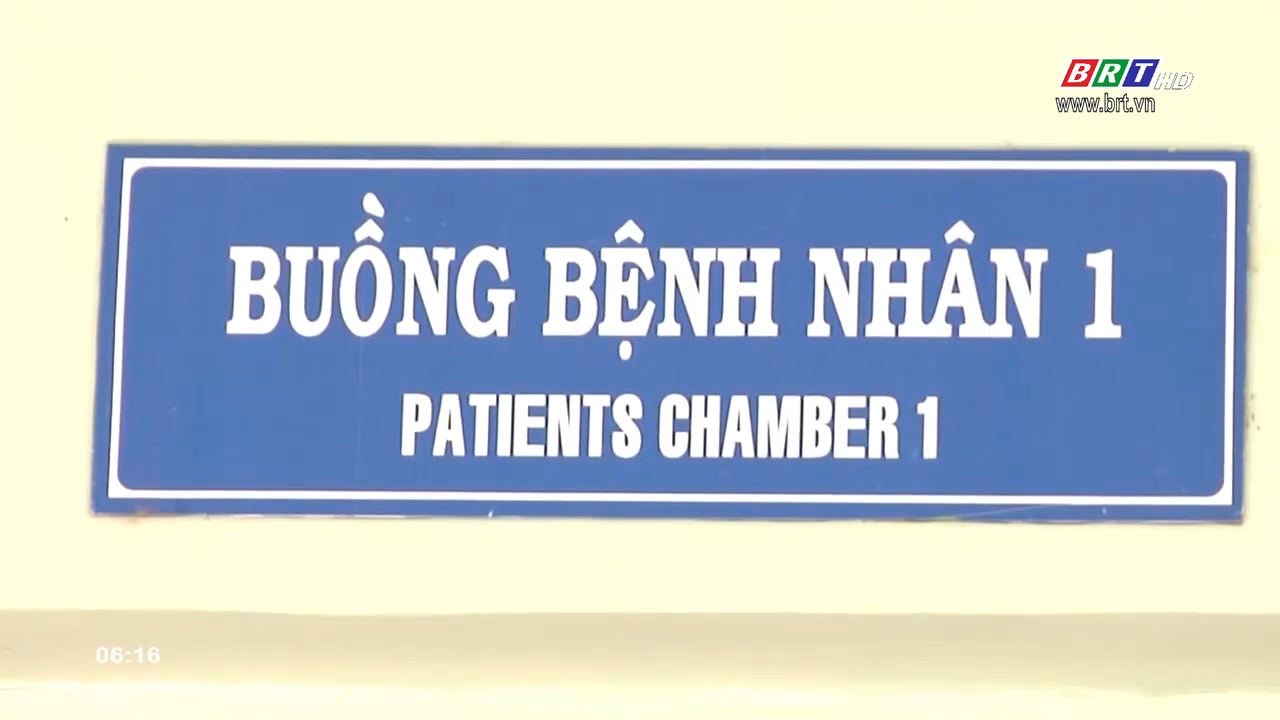 BRT HD
www.brt.vn
BUỒNG BỆNH NHÂN 1
PATIENTS CHAMBER 1
06:16